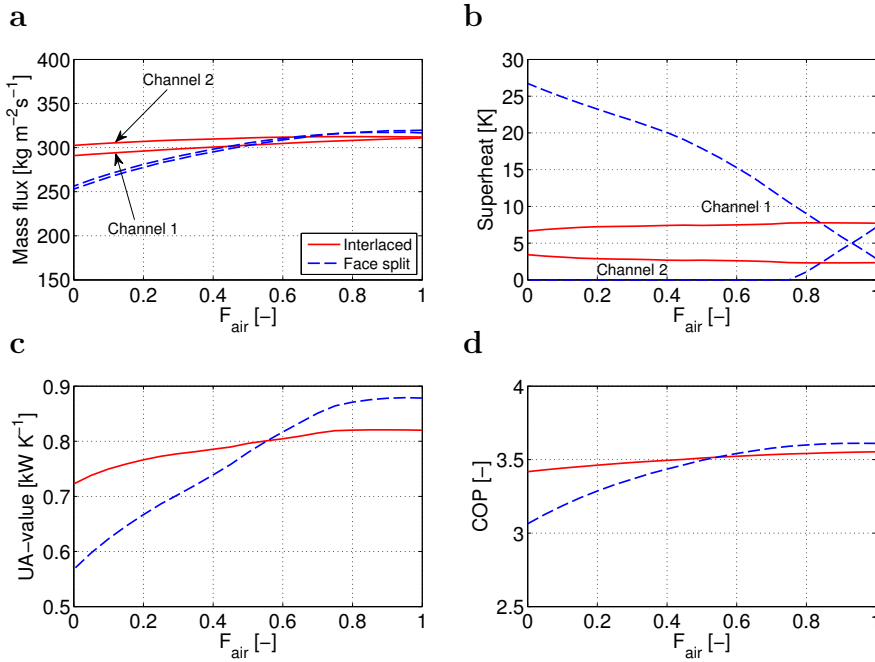 a
400
350
300
250
200
150
Mass flux [kg m−2s−1]
Channel 2
Channel 1
Interlaced
Face split
0 0.2 0.4 0.6 0.8 1
F_air [−]
b
30
25
20
15
10
5
0
Superheat [K]
Channel 1
Channel 2
0 0.2 0.4 0.6 0.8 1
F_air [−]
c
0.9
0.8
0.7
0.6
0.5
UA−value [kW K−1]
0 0.2 0.4 0.6 0.8 1
F_air [−]
d
4
3.5
3
2.5
COP [−]
0 0.2 0.4 0.6 0.8 1
F_air [−]